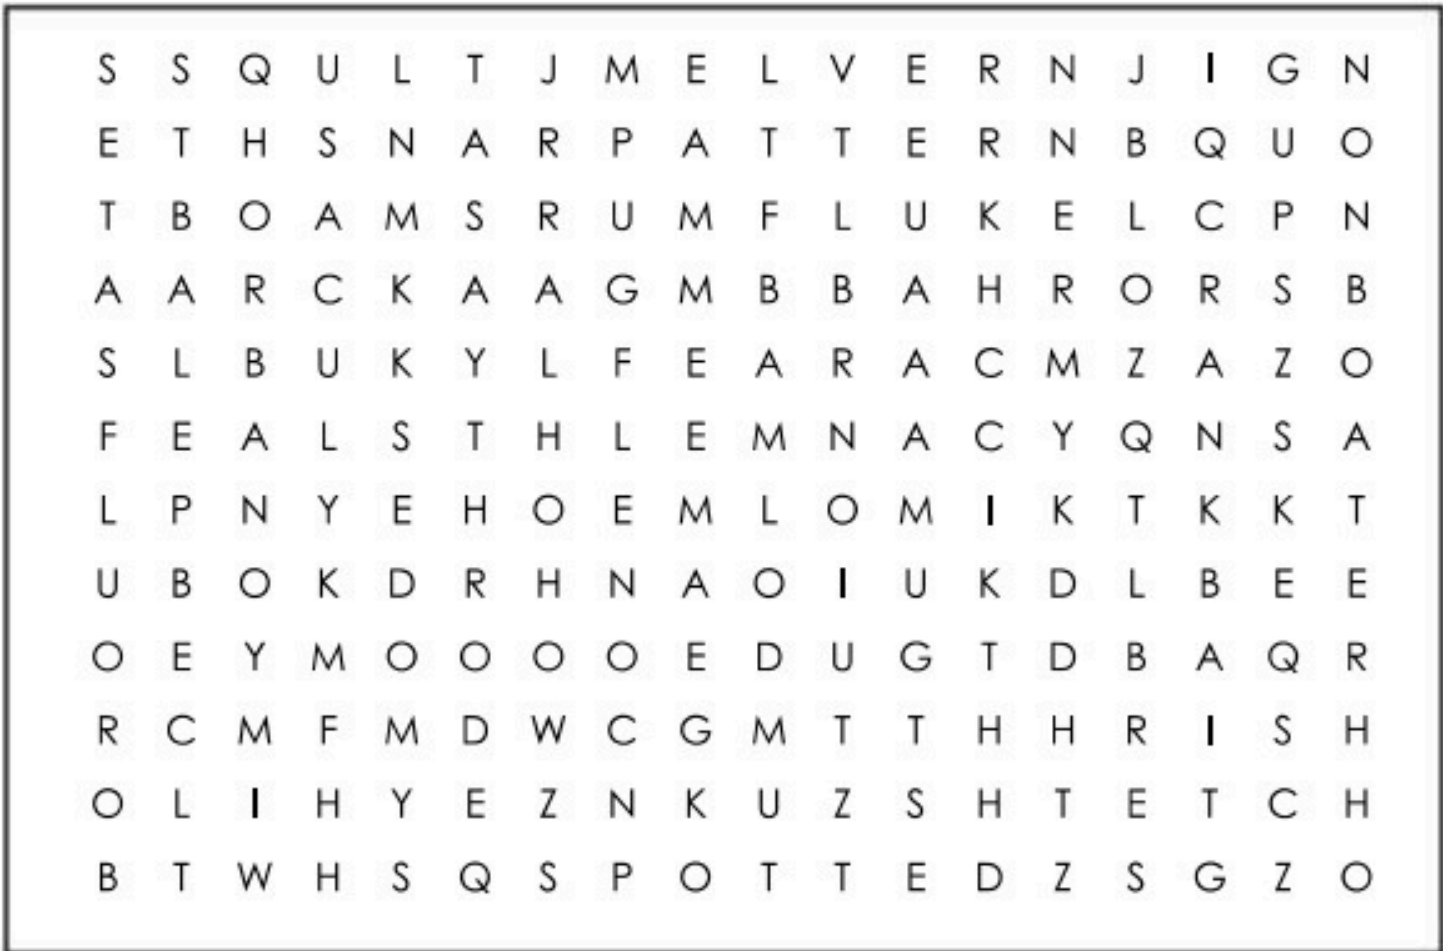 S S Q U L T J M E L V E R N J I G N
E T H S N A R P A T T E R N B Q U O
T B O A M S R U M F L U K E L C P N
A A R C K A A G M B B A H R O R S B
S L B U K Y L F E A R A C M Z A Z O
F E A L S T H L E M N A C Y Q N S A
L P N Y E H O E M L O M I K T K K T
U B O K D R H N A O I U K D L B E E
O E Y M O O O O E D U G T D B A Q R
R C M F M D W C G M T T H H R I S H
O L I H Y E Z N K U Z S H T E T C H
B T W H S Q S P O T T E D Z S G Z O